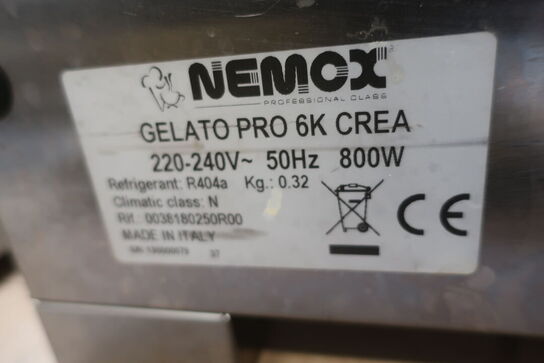 NEMOX
PROFESSIONAL CLASS
GELATO PRO 6K CREA
220-240V~ 50Hz 800W
Refrigerant: R404a Kg.: 0.32
Climatic class: N
Rif.: 0038180250R00
MADE IN ITALY
37
CE